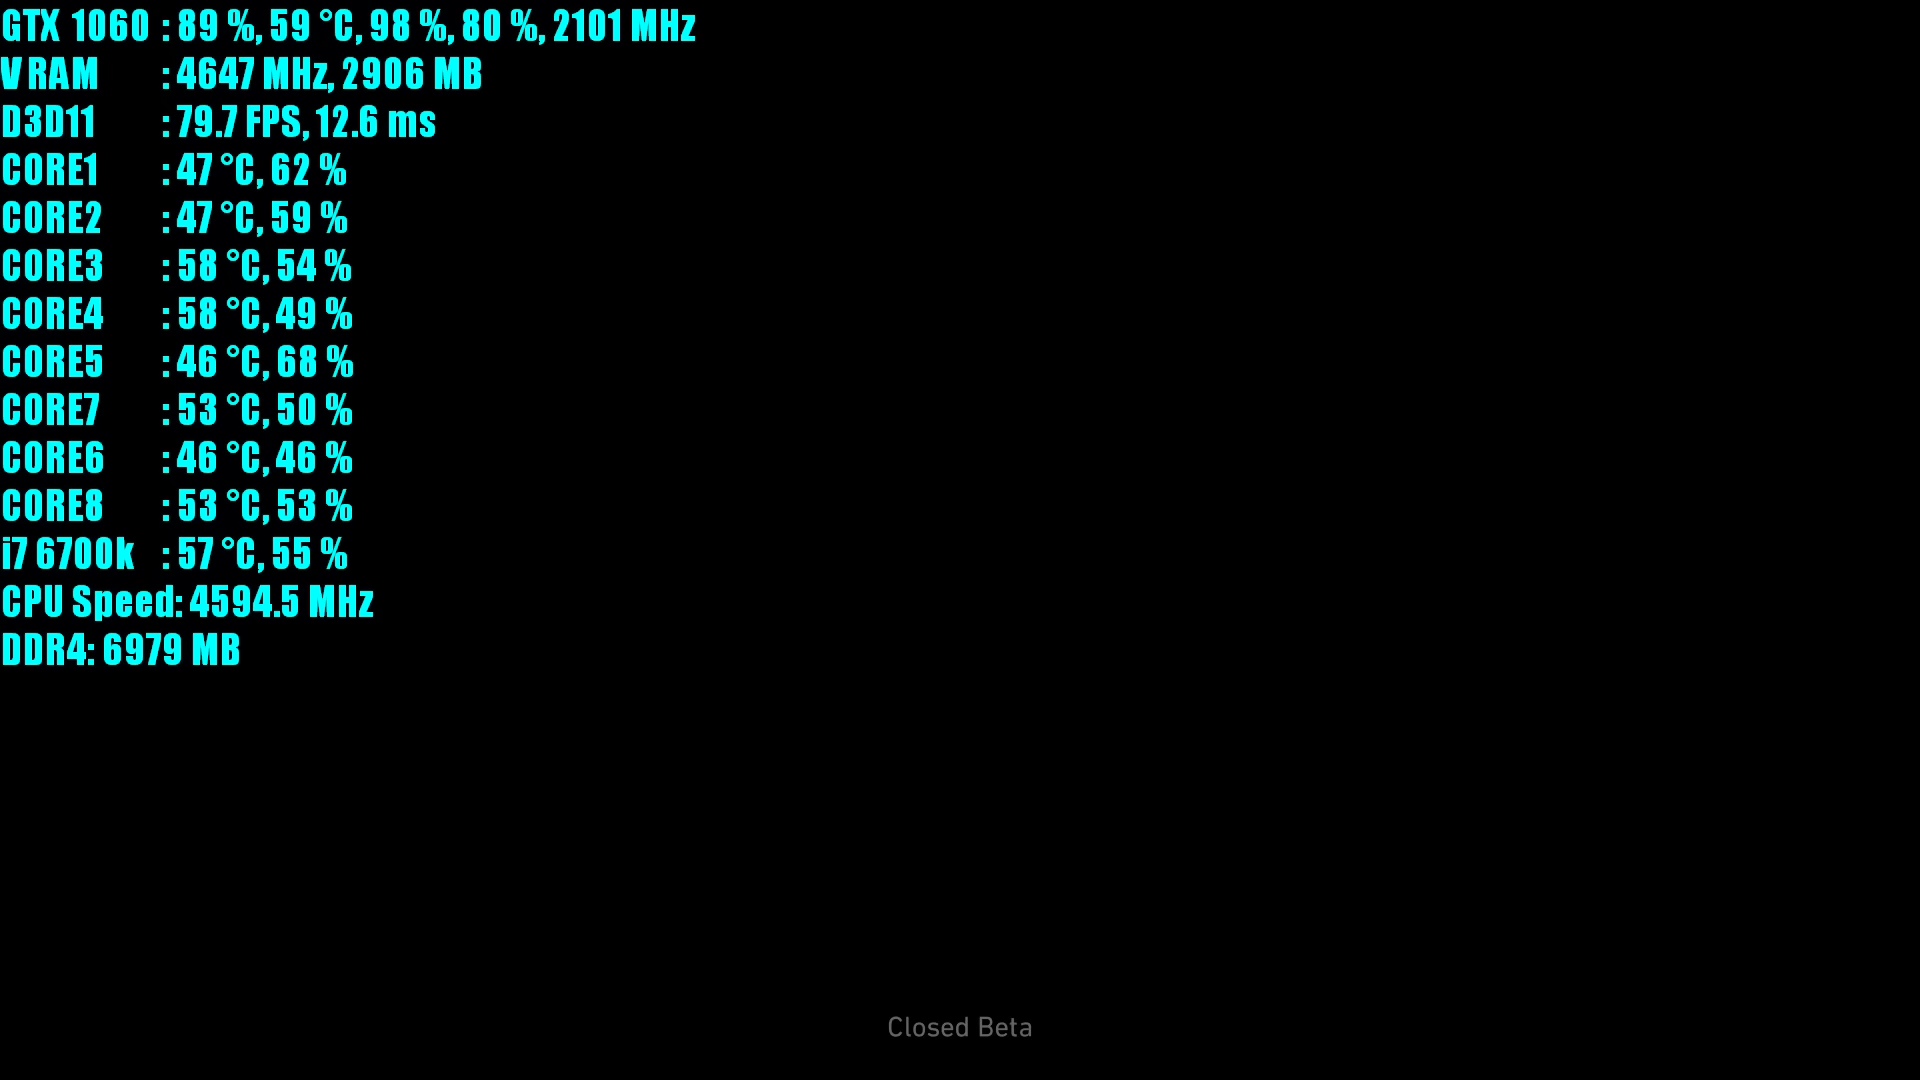 GTX 1060 : 89 %, 59 °C, 98 %, 80 %, 2101 MHz
VRAM : 4647 MHz, 2906 MB
D3D11 : 79.7 FPS, 12.6 ms
CORE1 : 47 °C, 62 %
CORE2 : 47 °C, 59 %
CORE3 : 58 °C, 54 %
CORE4 : 58 °C, 49 %
CORE5 : 46 °C, 68 %
CORE7 : 53 °C, 50 %
CORE6 : 46 °C, 46 %
CORE8 : 53 °C, 53 %
i7 6700k : 57 °C, 55 %
CPU Speed: 4594.5 MHz
DDR4: 6979 MB
Closed Beta